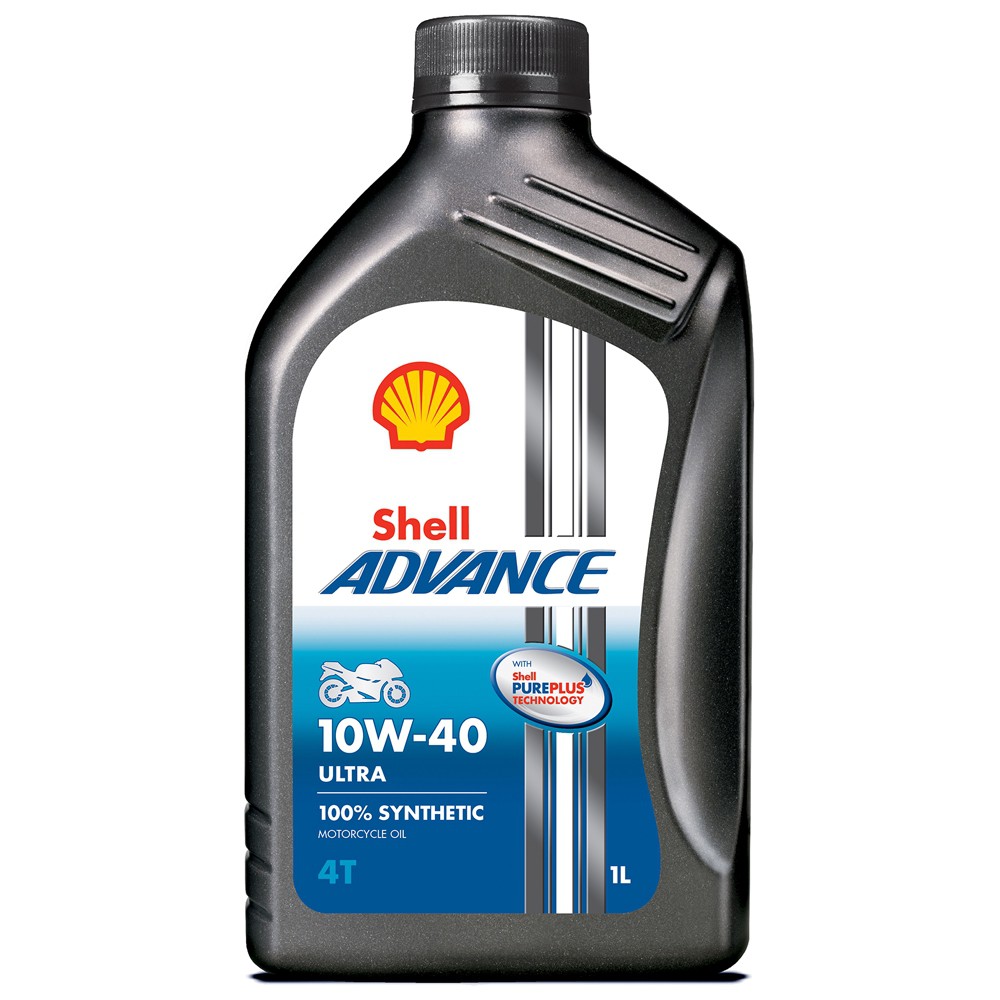 Shell
ADVANCE
WITH
Shell
PUREPLUS
TECHNOLOGY
10W-40
ULTRA
100% SYNTHETIC
MOTORCYCLE OIL
4T
1L